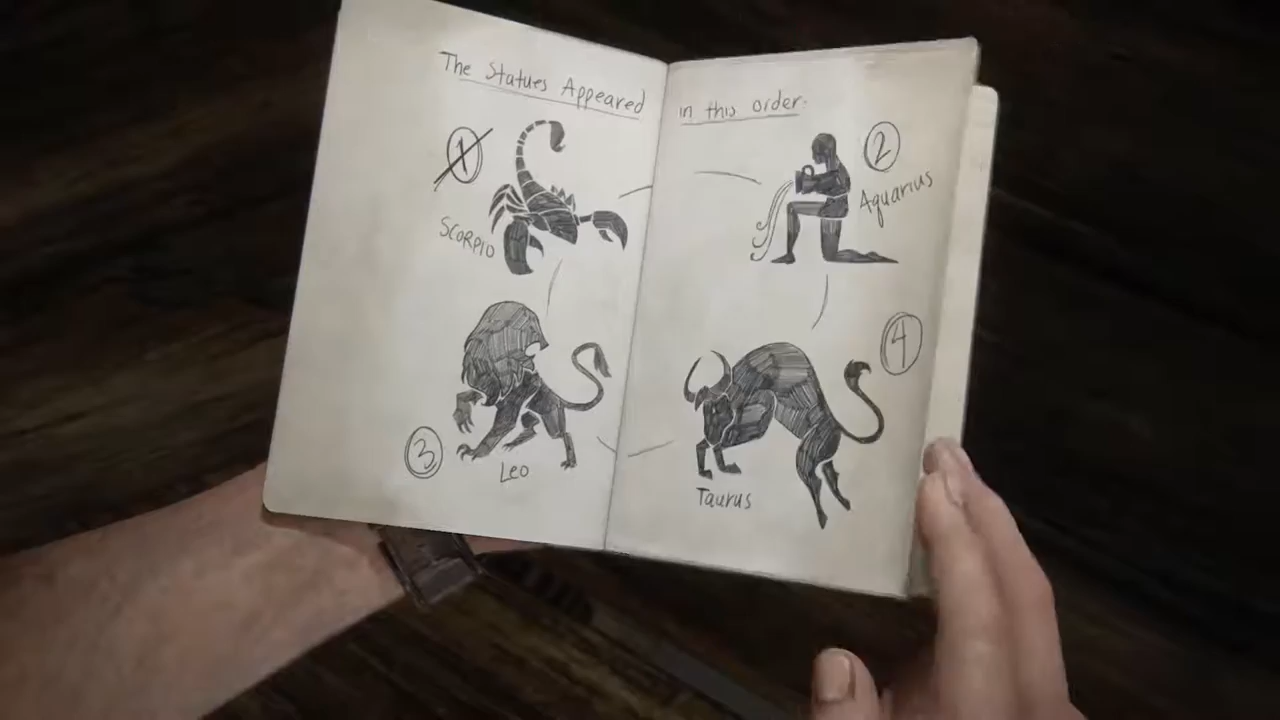 The Statues Appeared in this order:
1
2
Aquarius
SCORPIO
3
Leo
4
Taurus